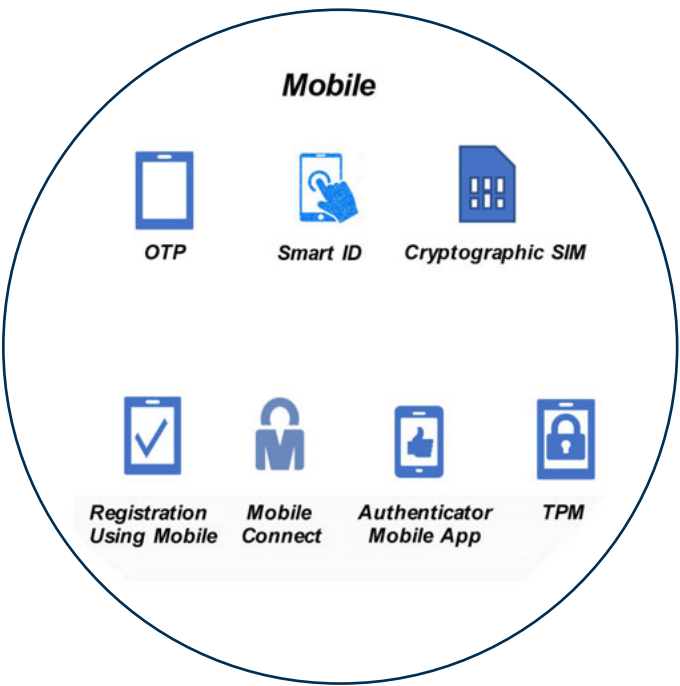 Mobile
OTP
Smart ID
Cryptographic SIM
Registration
Using Mobile
Mobile
Connect
Authenticator
Mobile App
TPM